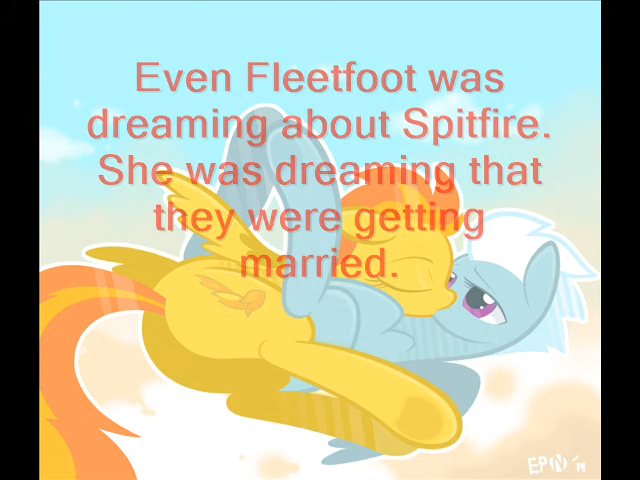 Even Fleetfoot was
dreaming about Spitfire.
She was dreaming that
they were getting
married.